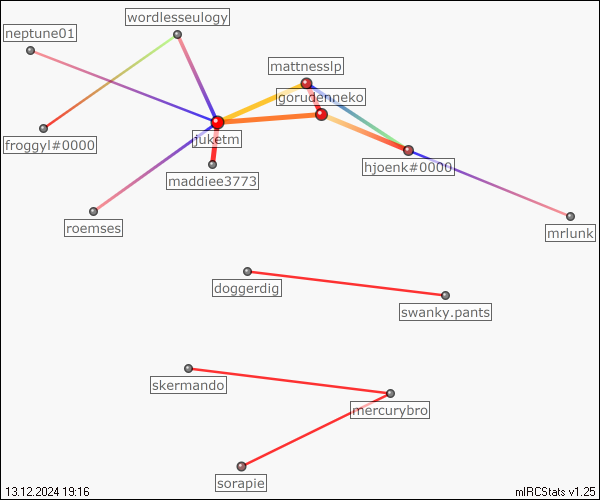 wordlesseulogy
neptune01
mattnesslp
gorudenneko
juketm
froggyl#0000
hjoenk#0000
maddiee3773
roemses
mrlunk
doggerdig
swanky.pants
skermando
mercurybro
sorapie
13.12.2024 19:16
mIRCStats v1.25